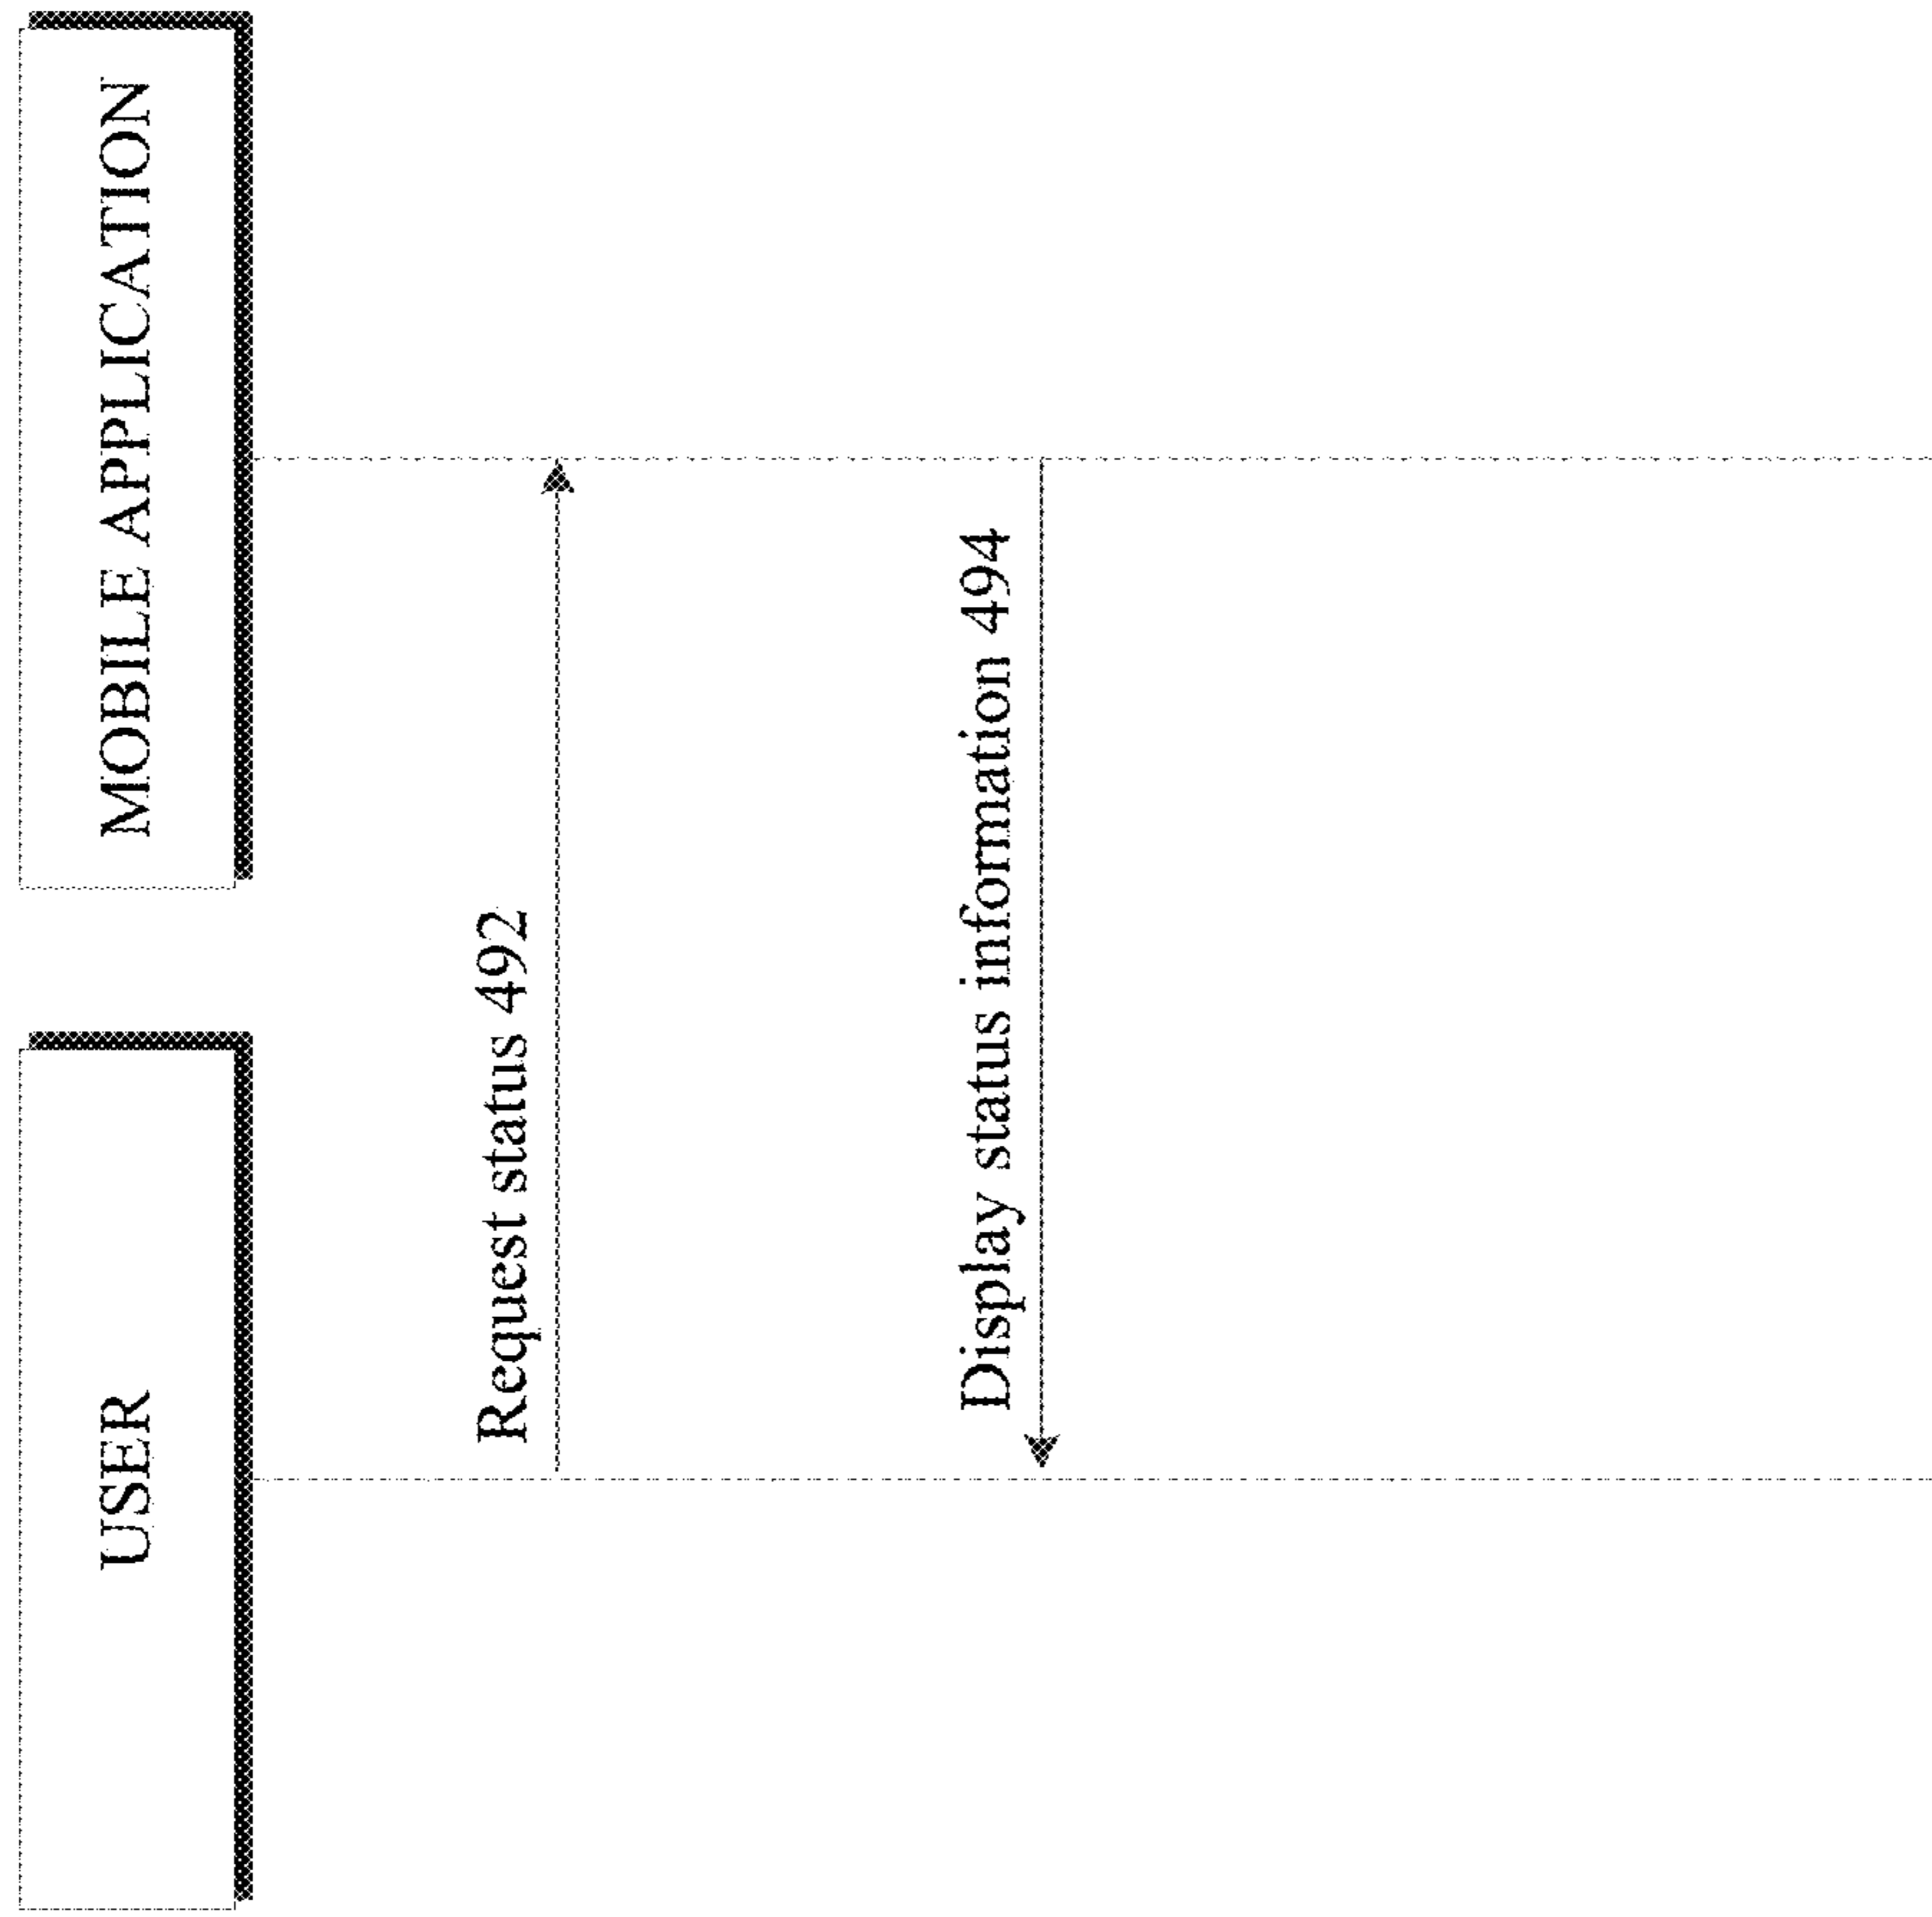 USER
MOBILE APPLICATION
Request status 492
Display status information 494